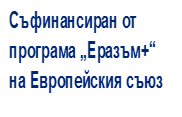 Съфинансиран от
програма „Еразъм+“
на Европейския съюз